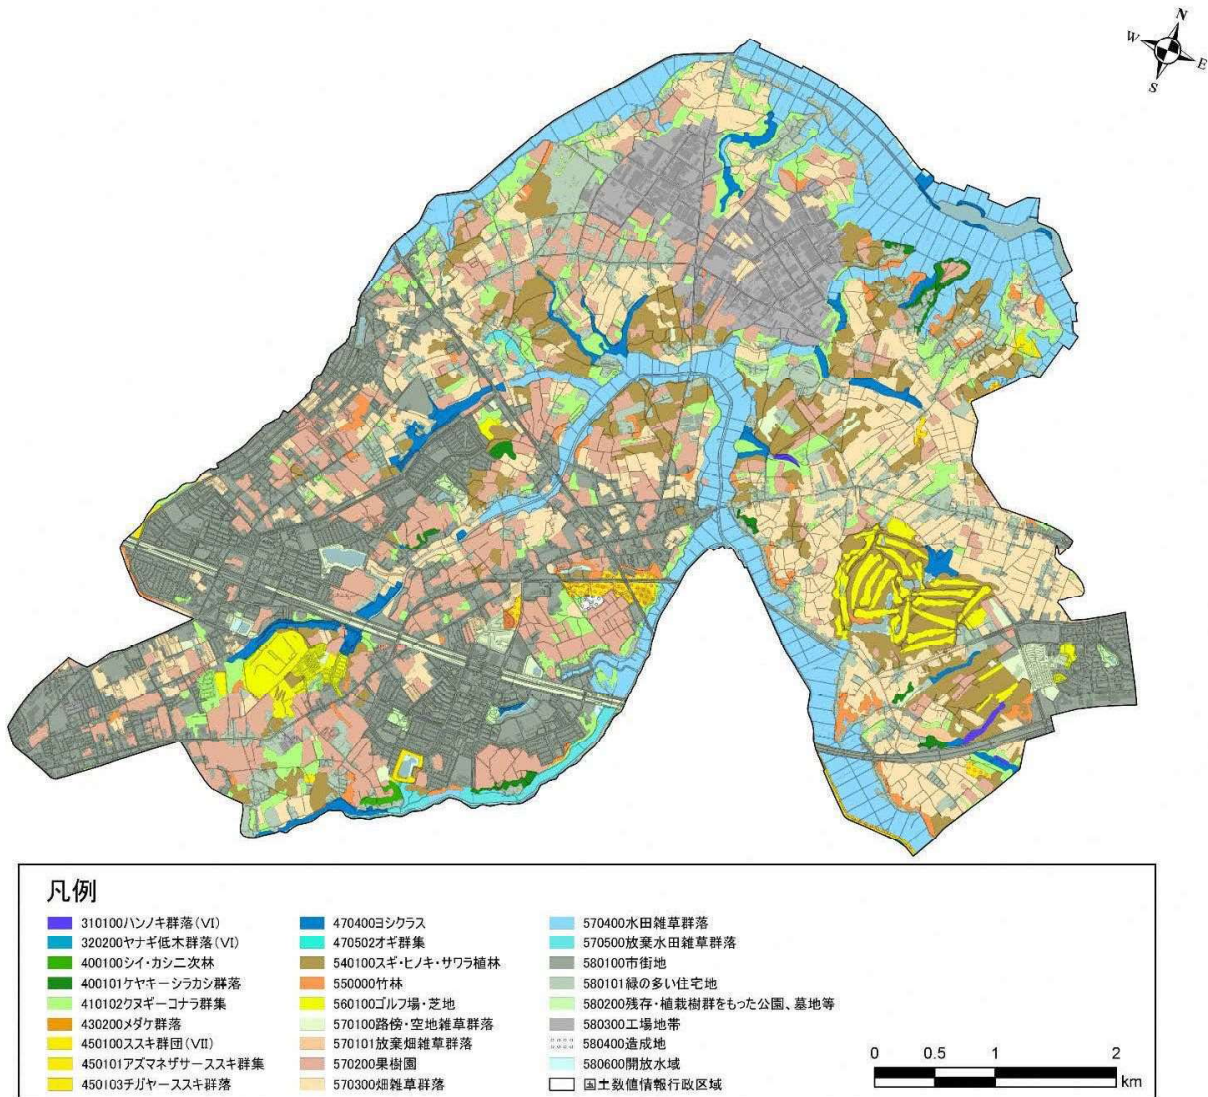 N
W
E
S
凡例
310100ハンノキ群落(VI)
320200ヤナギ低木群落(VI)
400100シイ・カシ二次林
400101ケヤキーシラカシ群落
410102クヌギーコナラ群集
430200メダケ群落
450100ススキ群団(VII)
450101アズマネザサーススキ群集
450103チガヤーススキ群落
470400ヨシクラス
470502オギ群集
540100スギ・ヒノキ・サワラ植林
550000竹林
560100ゴルフ場・芝地
570100路傍・空地雑草群落
570101放棄畑雑草群落
570200果樹園
570300畑雑草群落
570400水田雑草群落
570500放棄水田雑草群落
580100市街地
580101緑の多い住宅地
580200残存・植栽樹群をもった公園、墓地等
580300工場地帯
580400造成地
580600開放水域
国土数値情報行政区域
0 0.5 1 2
km